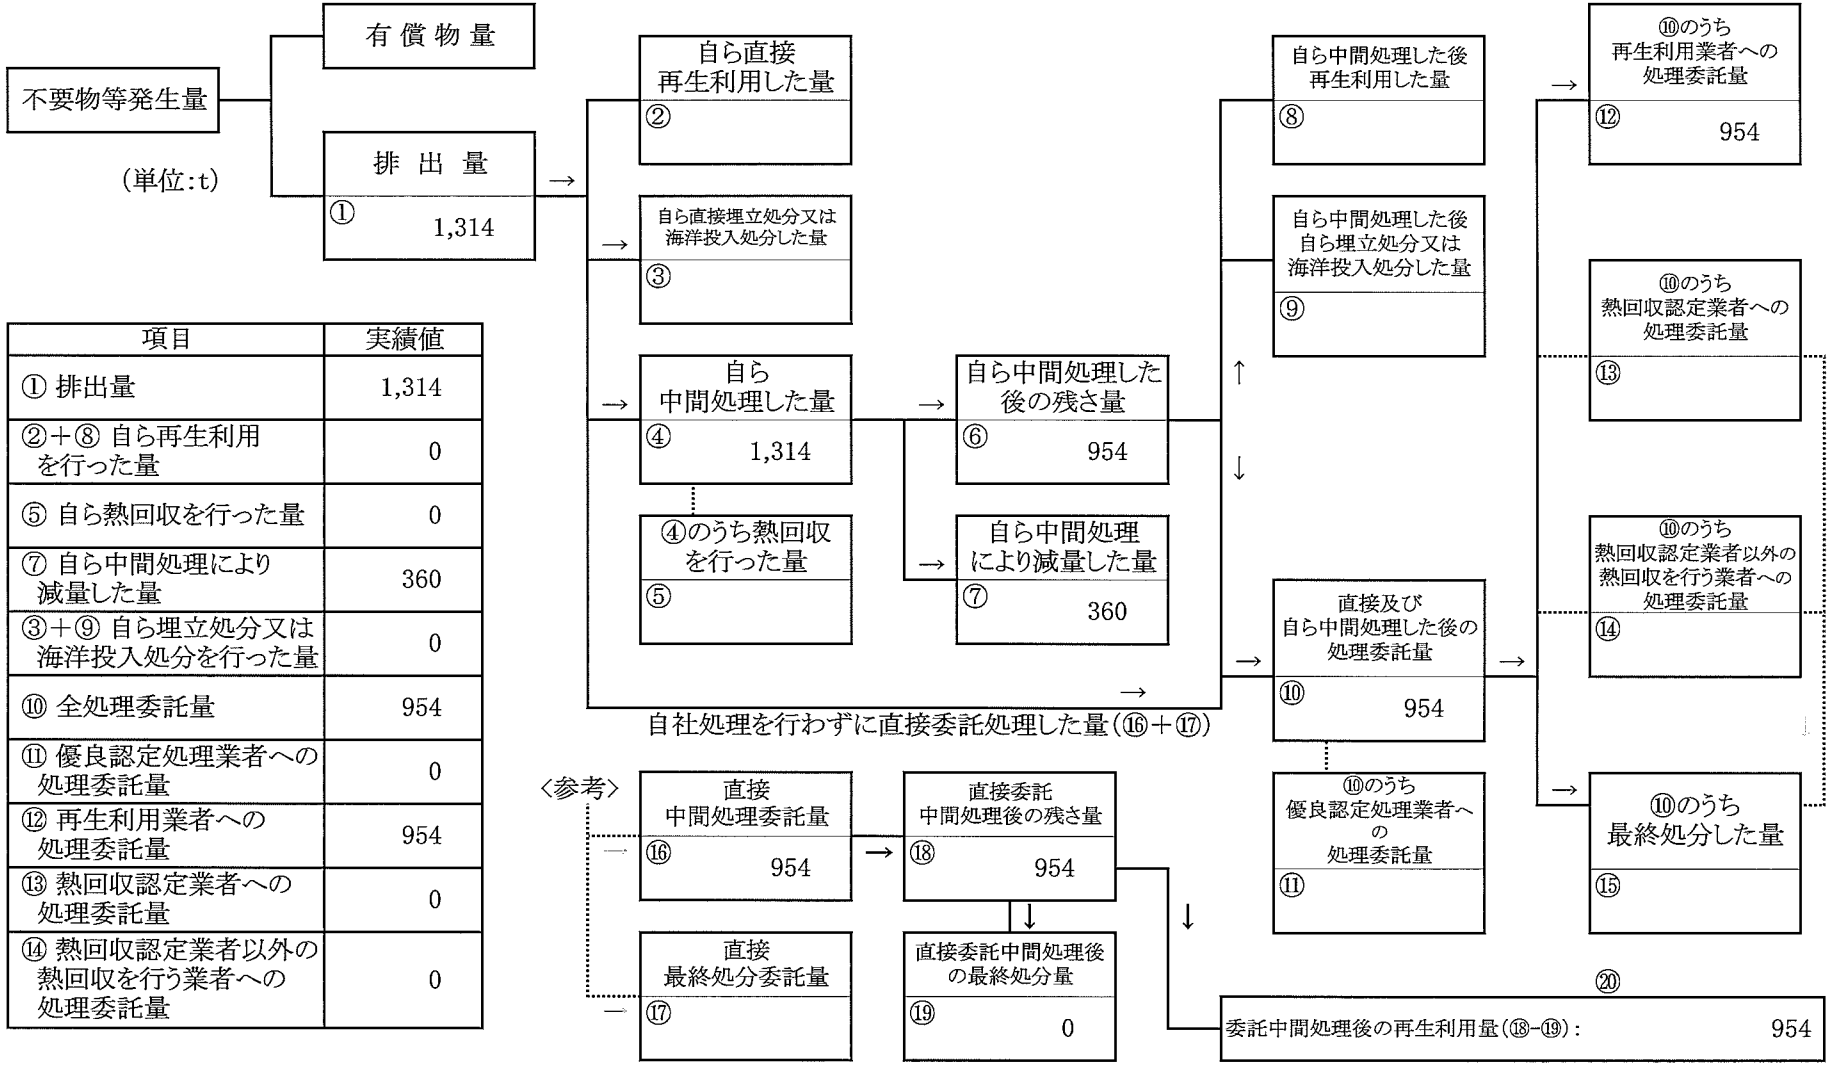 不要物等発生量
有償物量
(単位:t)
排出量
①
1,314
→
自ら直接
再生利用した量
②
自ら直接埋立処分又は
海洋投入処分した量
→
③
自ら
中間処理した量
→
④
1,314
④のうち熱回収
を行った量
⑤
自ら中間処理した
後の残さ量
→
⑥
954
自ら中間処理
により減量した量
→
⑦
360
→
自社処理を行わずに直接委託処理した量(⑯+⑰)
自ら中間処理した後
再生利用した量
⑧
自ら中間処理した後
自ら埋立処分又は
海洋投入処分した量
⑨
↑
↓
直接及び
自ら中間処理した後の
処理委託量
→
⑩
954
→
⑩のうち
優良認定処理業者へ
の
処理委託量
⑪
⑩のうち
再生利用業者への
処理委託量
→
⑫
954
⑩のうち
熱回収認定業者への
処理委託量
⑬
⑩のうち
熱回収認定業者以外の
熱回収を行う業者への
処理委託量
⑭
↓
→
⑩のうち
最終処分した量
⑮
項目 実績値
① 排出量 1,314
②+⑧ 自ら再生利用
を行った量 0
⑤ 自ら熱回収を行った量 0
⑦ 自ら中間処理により
減量した量 360
③+⑨ 自ら埋立処分又は
海洋投入処分を行った量 0
⑩ 全処理委託量 954
⑪ 優良認定処理業者への
処理委託量 0
⑫ 再生利用業者への
処理委託量 954
⑬ 熱回収認定業者への
処理委託量 0
⑭ 熱回収認定業者以外の
熱回収を行う業者への
処理委託量 0
<参考>
→
直接
中間処理委託量
⑯
954
→
直接委託
中間処理後の残さ量
⑱
954
↓
↓
→
直接
最終処分委託量
⑰
直接委託中間処理後
の最終処分量
⑲
0
⑳
委託中間処理後の再生利用量(⑱-⑲): 954